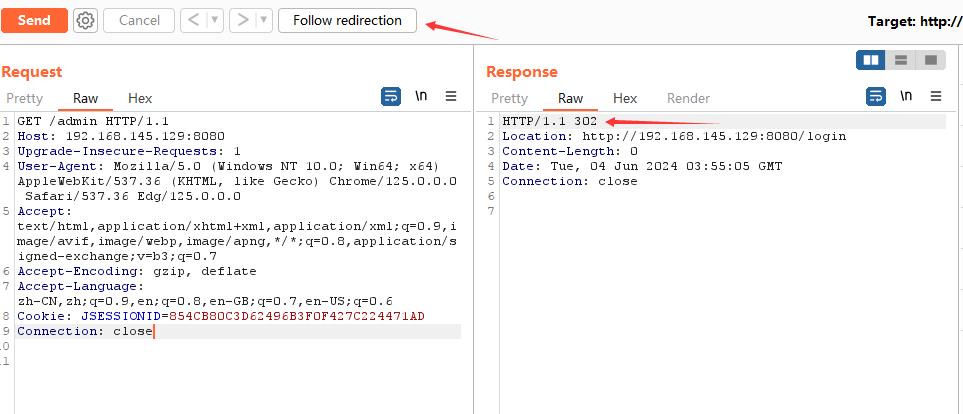 Send Cancel < > Follow redirection Target: http://
Request
Pretty Raw Hex \n
1 GET /admin HTTP/1.1
2 Host: 192.168.145.129:8080
3 Upgrade-Insecure-Requests: 1
4 User-Agent: Mozilla/5.0 (Windows NT 10.0; Win64; x64)
AppleWebKit/537.36 (KHTML, like Gecko) Chrome/125.0.0.0
Safari/537.36 Edg/125.0.0.0
5 Accept:
text/html,application/xhtml+xml,application/xml;q=0.9,i
mage/avif,image/webp,image/apng,*/*;q=0.8,application/s
igned-exchange;v=b3;q=0.7
6 Accept-Encoding: gzip, deflate
7 Accept-Language:
zh-CN,zh;q=0.9,en;q=0.8,en-GB;q=0.7,en-US;q=0.6
8 Cookie: JSESSIONID=854CB80C3D62496B3F0F427C224471AD
9 Connection: close
0
1
Response
Pretty Raw Hex Render \n
1 HTTP/1.1 302
2 Location: http://192.168.145.129:8080/login
3 Content-Length: 0
4 Date: Tue, 04 Jun 2024 03:55:05 GMT
5 Connection: close
6
7